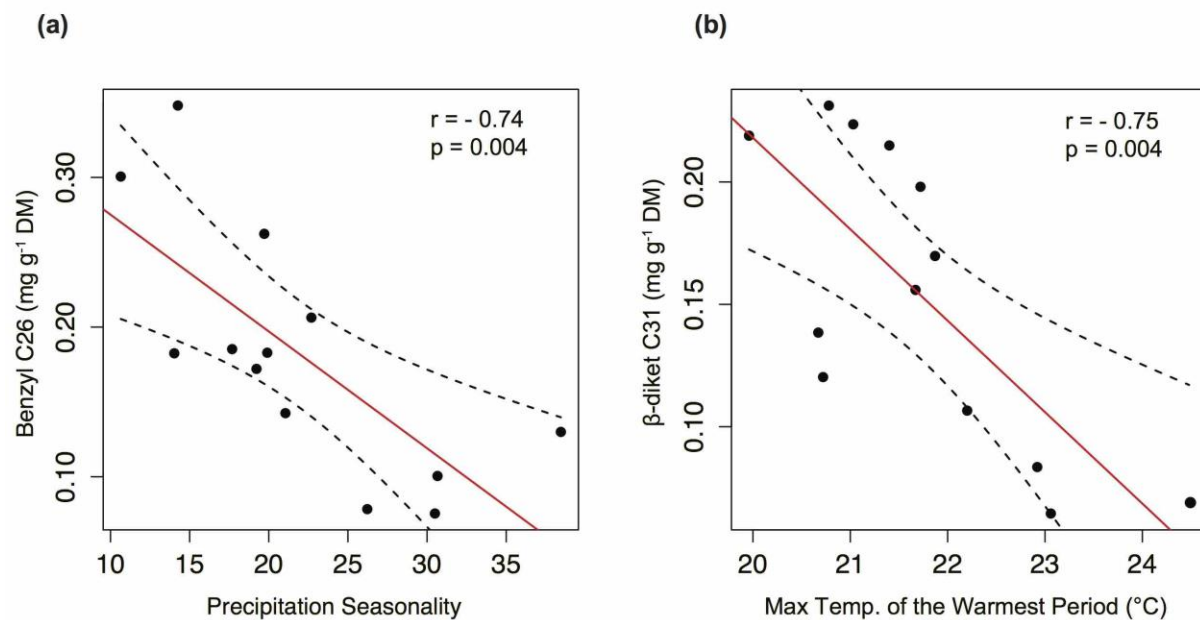 (a)
r = - 0.74
p = 0.004
0.30
0.20
0.10
Benzyl C26 (mg g⁻¹ DM)
10 15 20 25 30 35
Precipitation Seasonality
(b)
r = - 0.75
p = 0.004
0.20
0.15
0.10
β-diket C31 (mg g⁻¹ DM)
20 21 22 23 24
Max Temp. of the Warmest Period (°C)